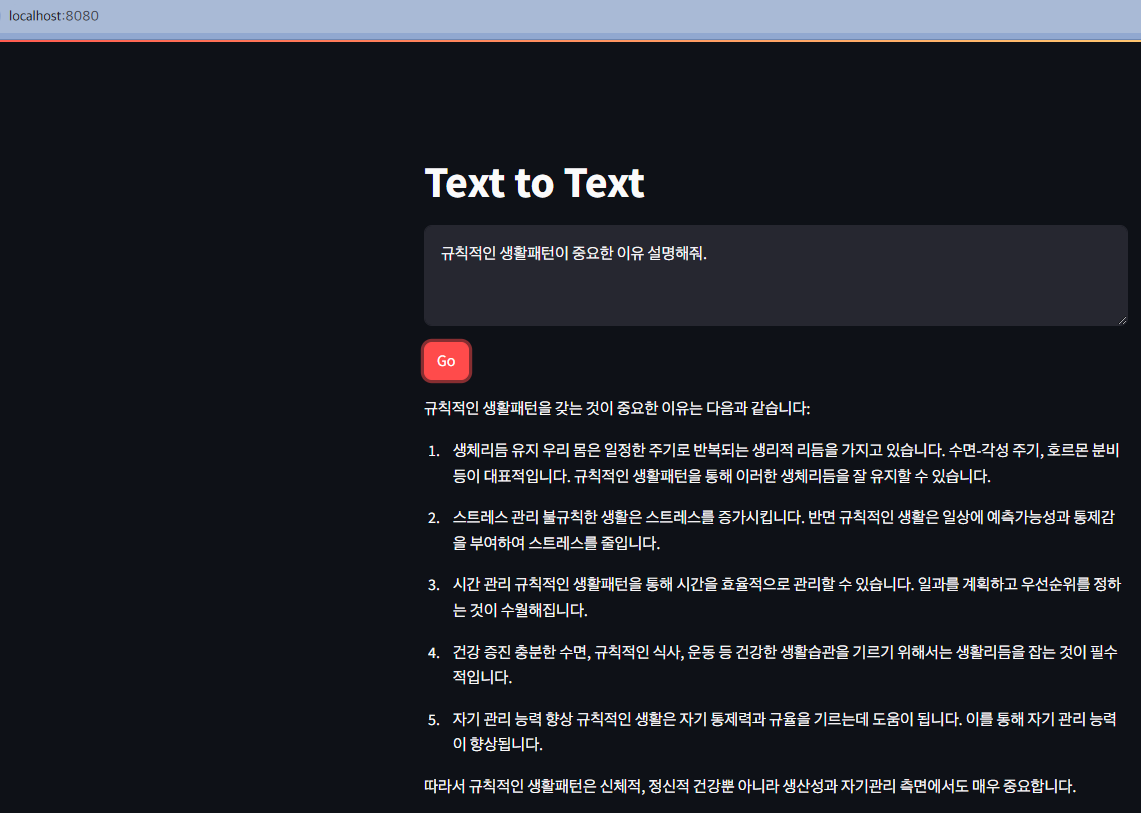 localhost:8080
Text to Text
규칙적인 생활패턴이 중요한 이유 설명해줘.
Go
규칙적인 생활패턴을 갖는 것이 중요한 이유는 다음과 같습니다:
1. 생체리듬 유지 우리 몸은 일정한 주기로 반복되는 생리적 리듬을 가지고 있습니다. 수면-각성 주기, 호르몬 분비
등이 대표적입니다. 규칙적인 생활패턴을 통해 이러한 생체리듬을 잘 유지할 수 있습니다.
2. 스트레스 관리 불규칙한 생활은 스트레스를 증가시킵니다. 반면 규칙적인 생활은 일상에 예측가능성과 통제감
을 부여하여 스트레스를 줄입니다.
3. 시간 관리 규칙적인 생활패턴을 통해 시간을 효율적으로 관리할 수 있습니다. 일과를 계획하고 우선순위를 정하
는 것이 수월해집니다.
4. 건강 증진 충분한 수면, 규칙적인 식사, 운동 등 건강한 생활습관을 기르기 위해서는 생활리듬을 잡는 것이 필수
적입니다.
5. 자기 관리 능력 향상 규칙적인 생활은 자기 통제력과 규율을 기르는데 도움이 됩니다. 이를 통해 자기 관리 능력
이 향상됩니다.
따라서 규칙적인 생활패턴은 신체적, 정신적 건강뿐 아니라 생산성과 자기관리 측면에서도 매우 중요합니다.